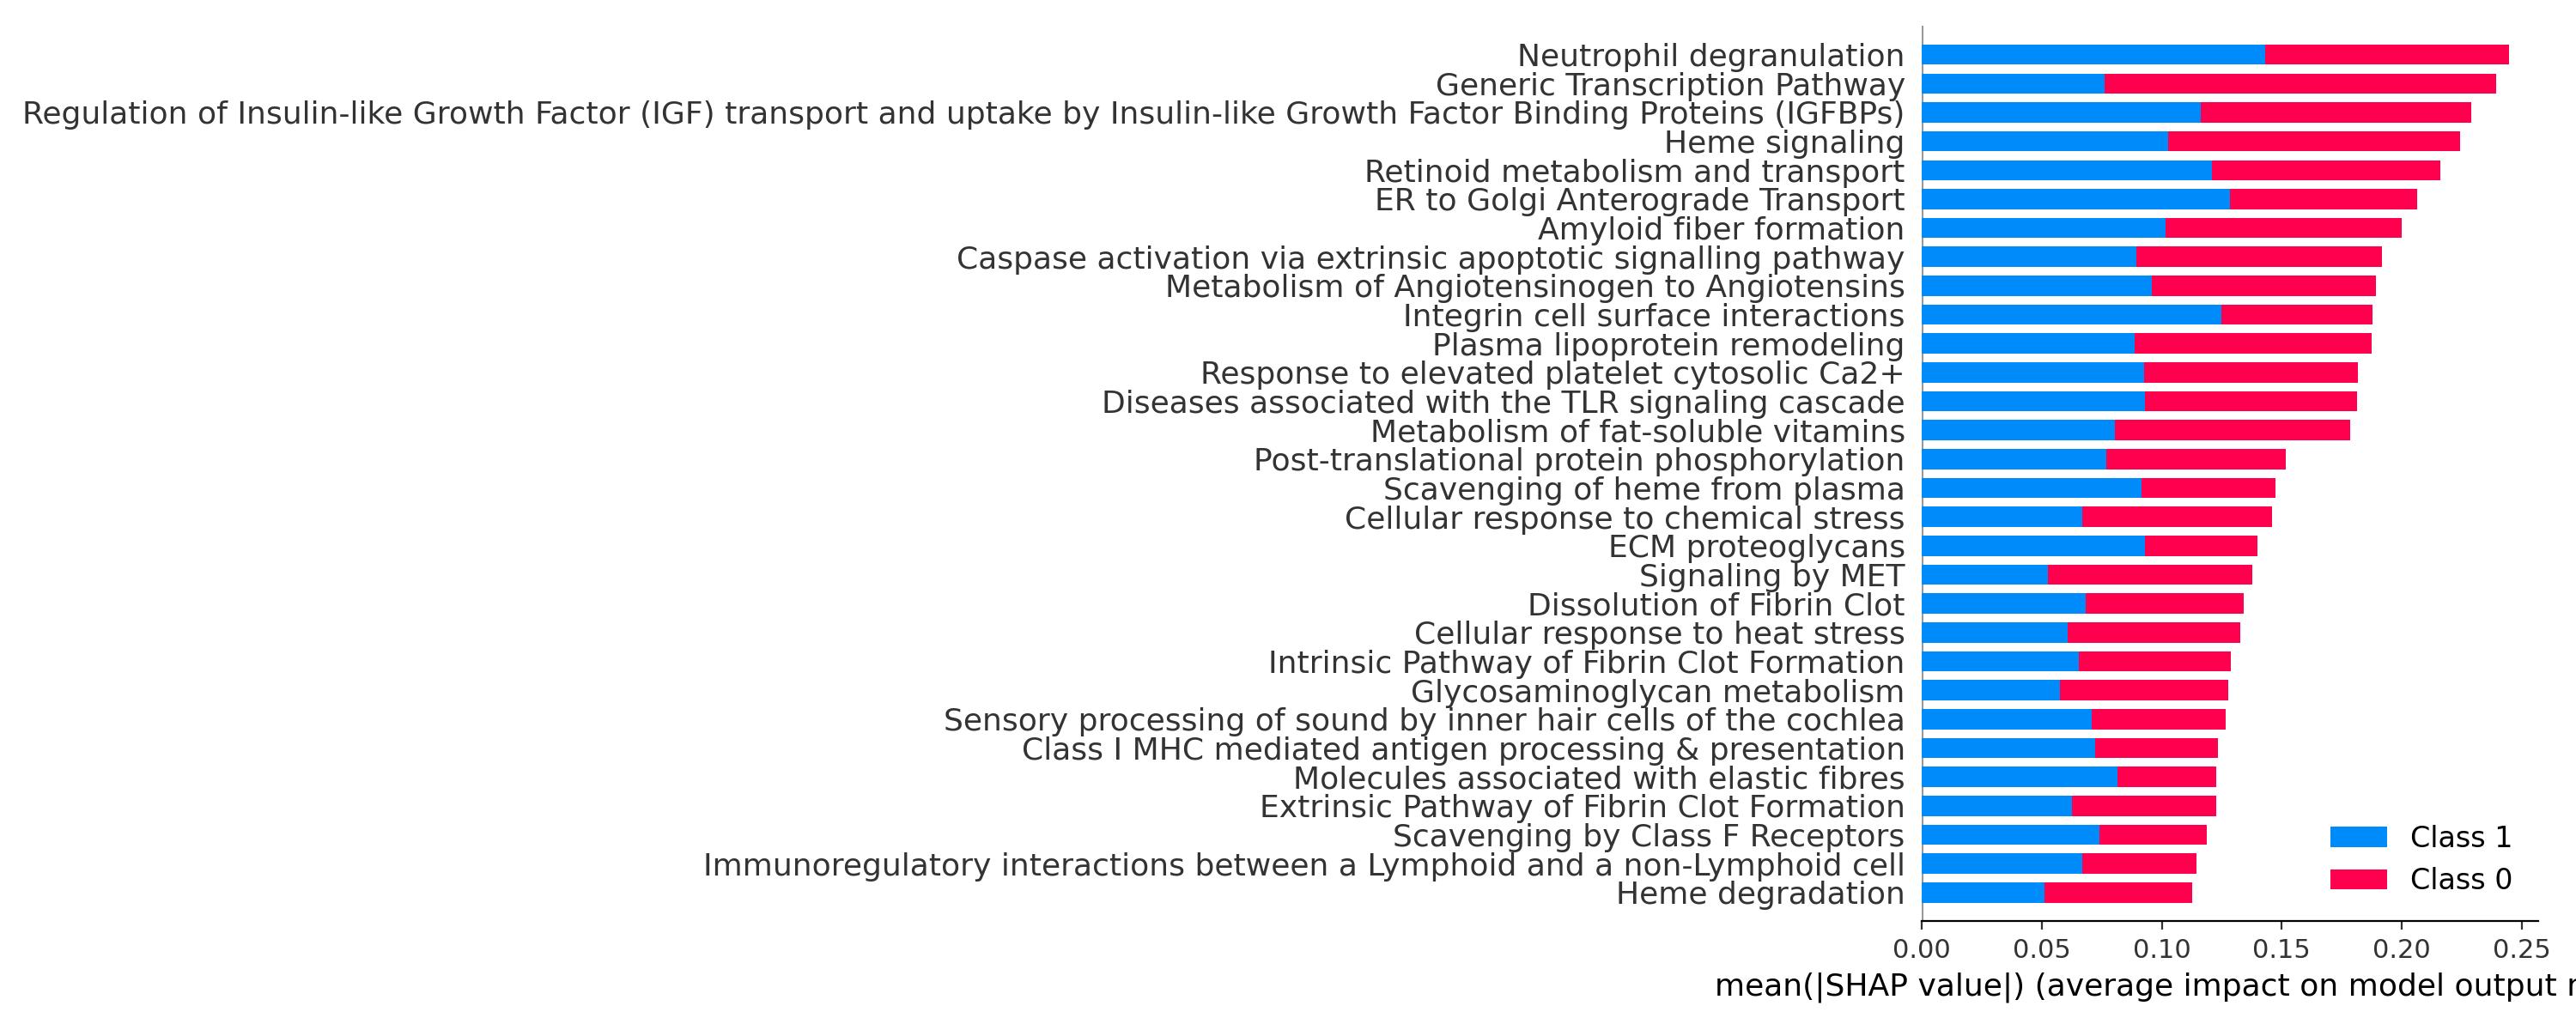 Neutrophil degranulation
Generic Transcription Pathway
Regulation of Insulin-like Growth Factor (IGF) transport and uptake by Insulin-like Growth Factor Binding Proteins (IGFBPs)
Heme signaling
Retinoid metabolism and transport
ER to Golgi Anterograde Transport
Amyloid fiber formation
Caspase activation via extrinsic apoptotic signalling pathway
Metabolism of Angiotensinogen to Angiotensins
Integrin cell surface interactions
Plasma lipoprotein remodeling
Response to elevated platelet cytosolic Ca2+
Diseases associated with the TLR signaling cascade
Metabolism of fat-soluble vitamins
Post-translational protein phosphorylation
Scavenging of heme from plasma
Cellular response to chemical stress
ECM proteoglycans
Signaling by MET
Dissolution of Fibrin Clot
Cellular response to heat stress
Intrinsic Pathway of Fibrin Clot Formation
Glycosaminoglycan metabolism
Sensory processing of sound by inner hair cells of the cochlea
Class I MHC mediated antigen processing & presentation
Molecules associated with elastic fibres
Extrinsic Pathway of Fibrin Clot Formation
Scavenging by Class F Receptors
Immunoregulatory interactions between a Lymphoid and a non-Lymphoid cell
Heme degradation
Class 1
Class 0
0.00 0.05 0.10 0.15 0.20 0.25
mean(|SHAP value|) (average impact on model output